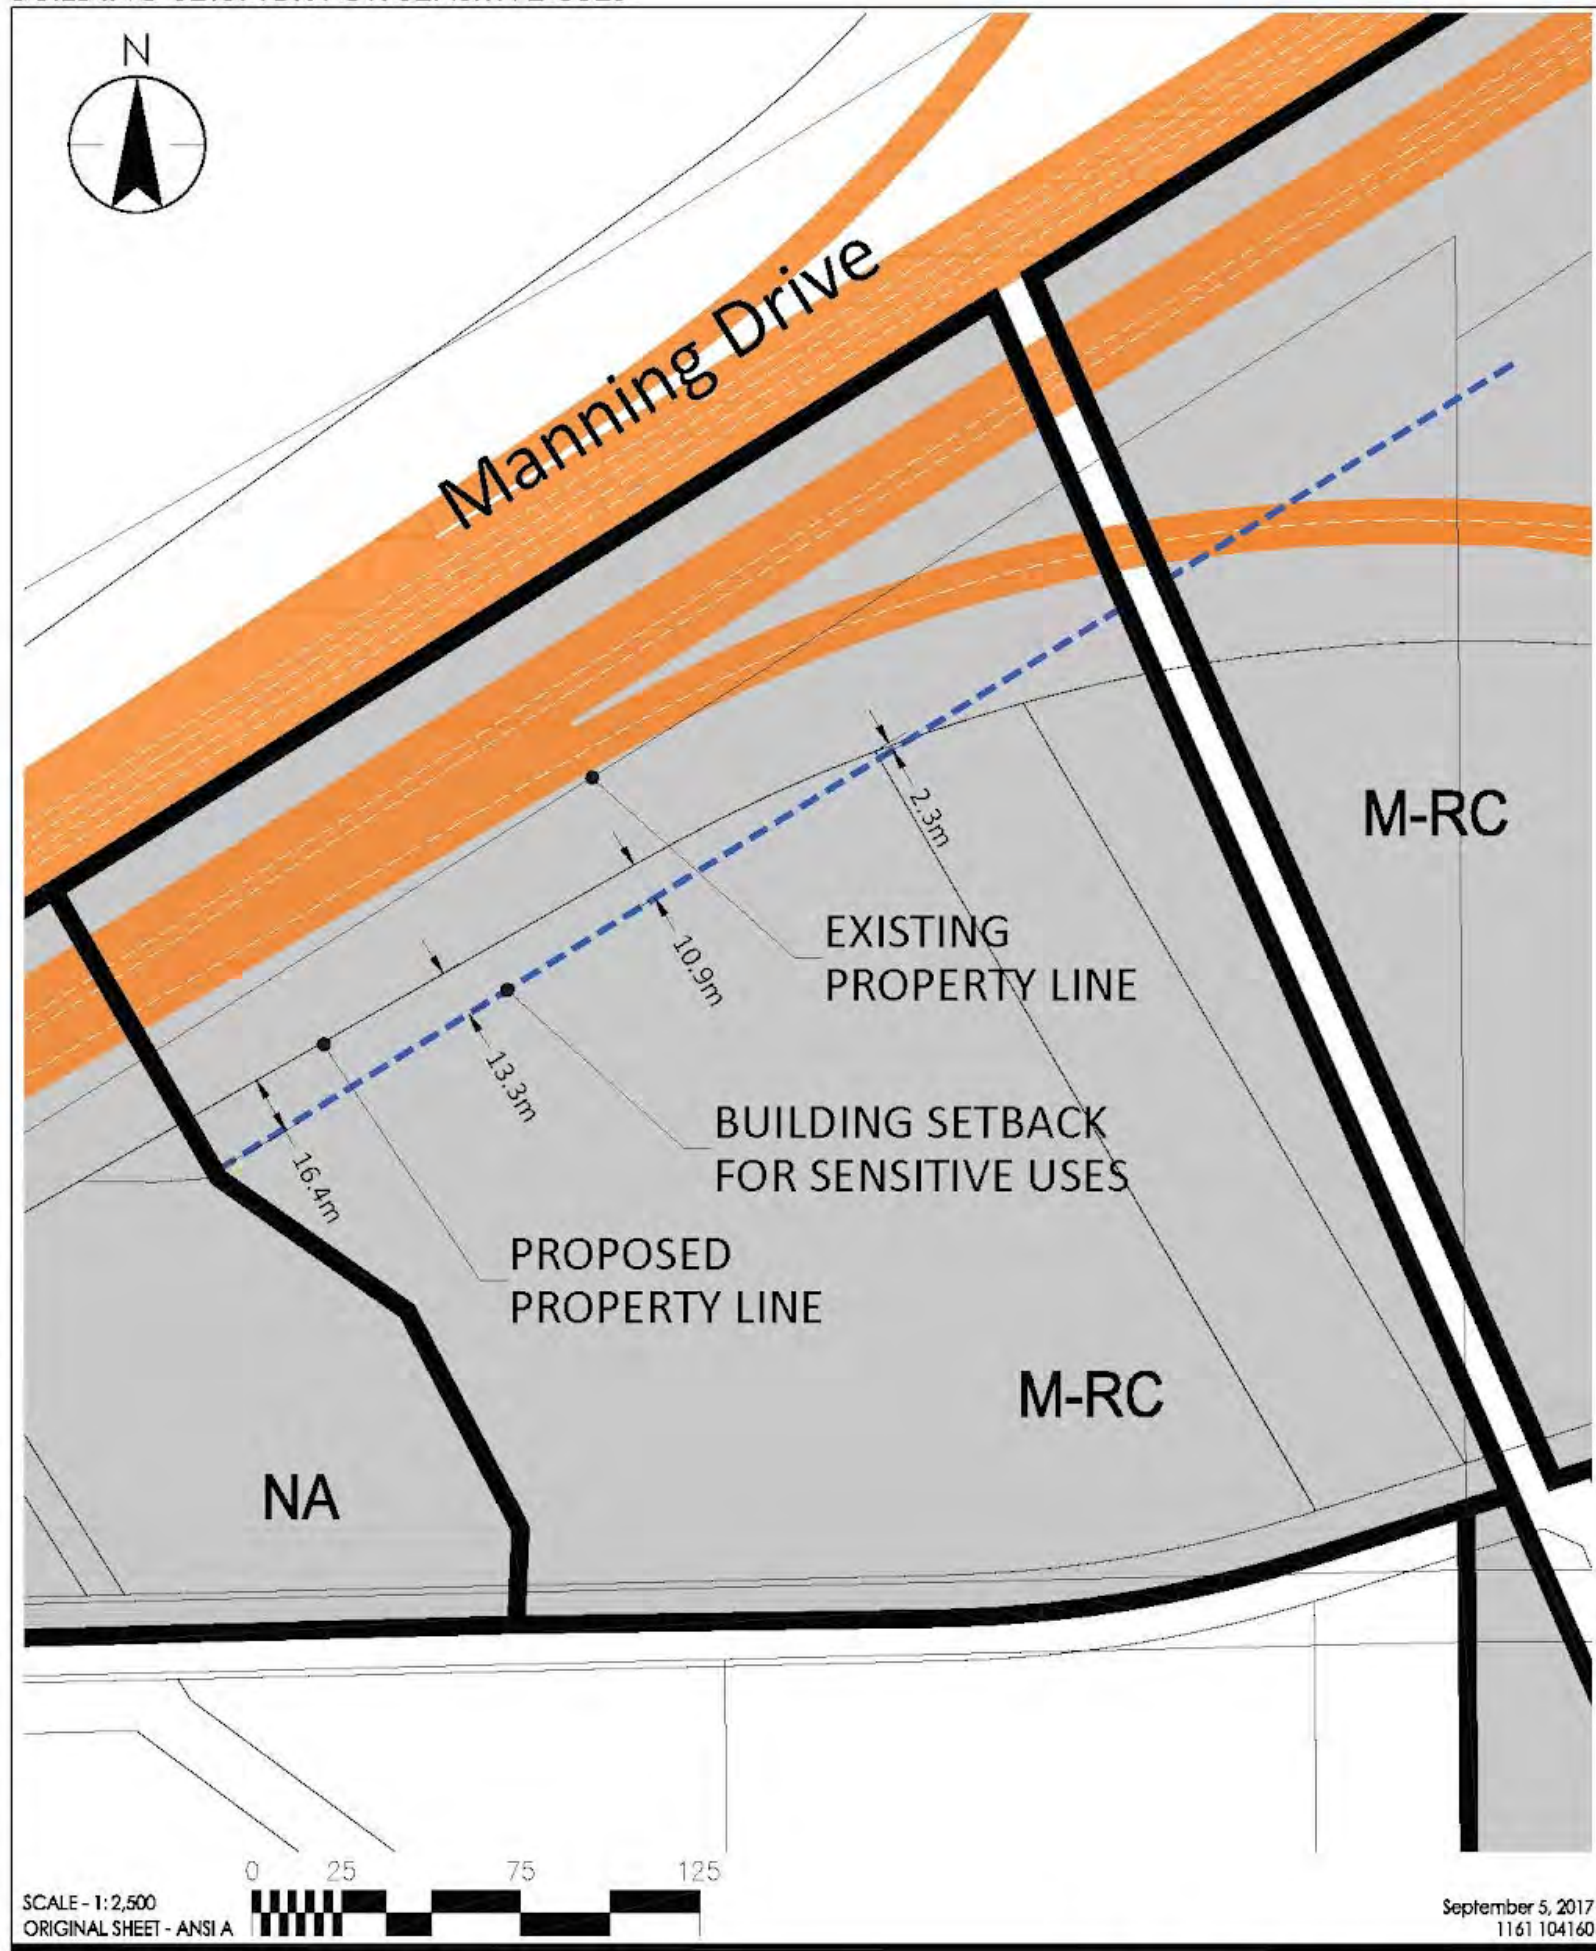 N
Manning Drive
2.3m
M-RC
EXISTING
PROPERTY LINE
10.9m
13.3m
BUILDING SETBACK
FOR SENSITIVE USES
16.4m
PROPOSED
PROPERTY LINE
M-RC
NA
0 25 75 125
SCALE - 1:2,500
ORIGINAL SHEET - ANSI A
September 5, 2017
1161 104160